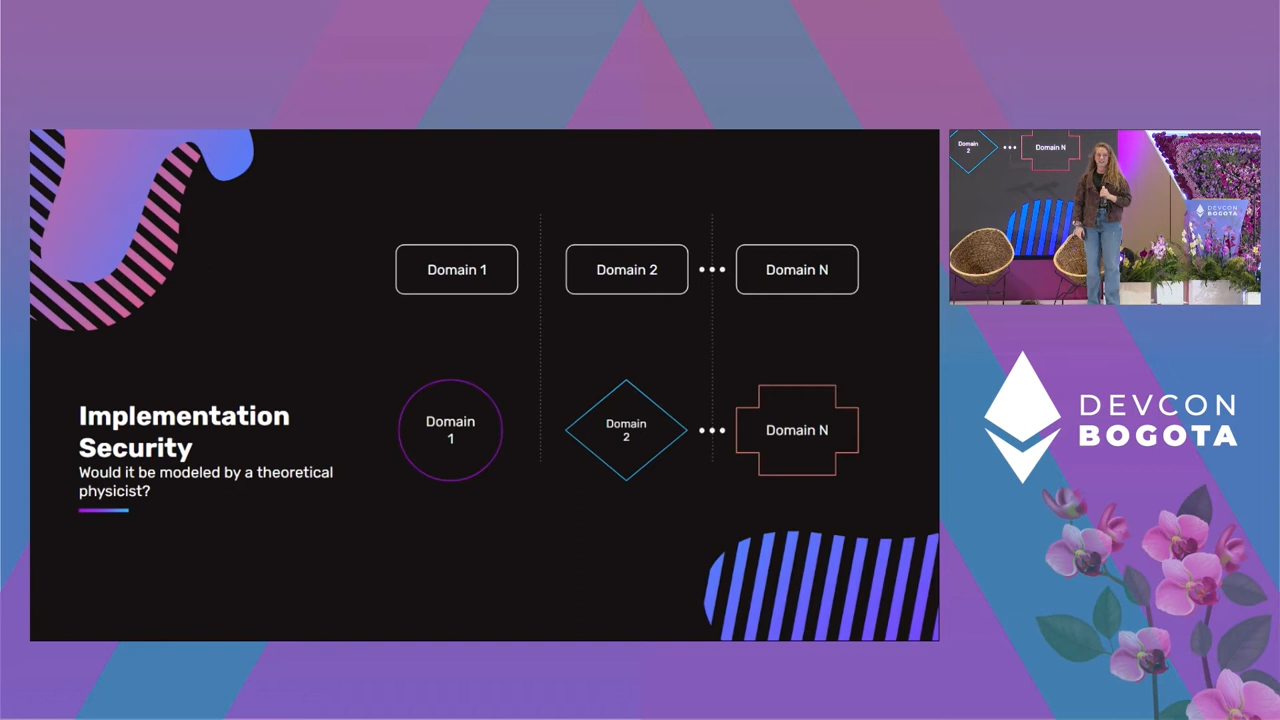 Domain 1
Domain 2
Domain N
Implementation
Security
Would it be modeled by a theoretical
physicist?
Domain
1
Domain
2
Domain N
Domain
2
Domain N
DEVCON
BOGOTA
DEVCON
BOGOTA